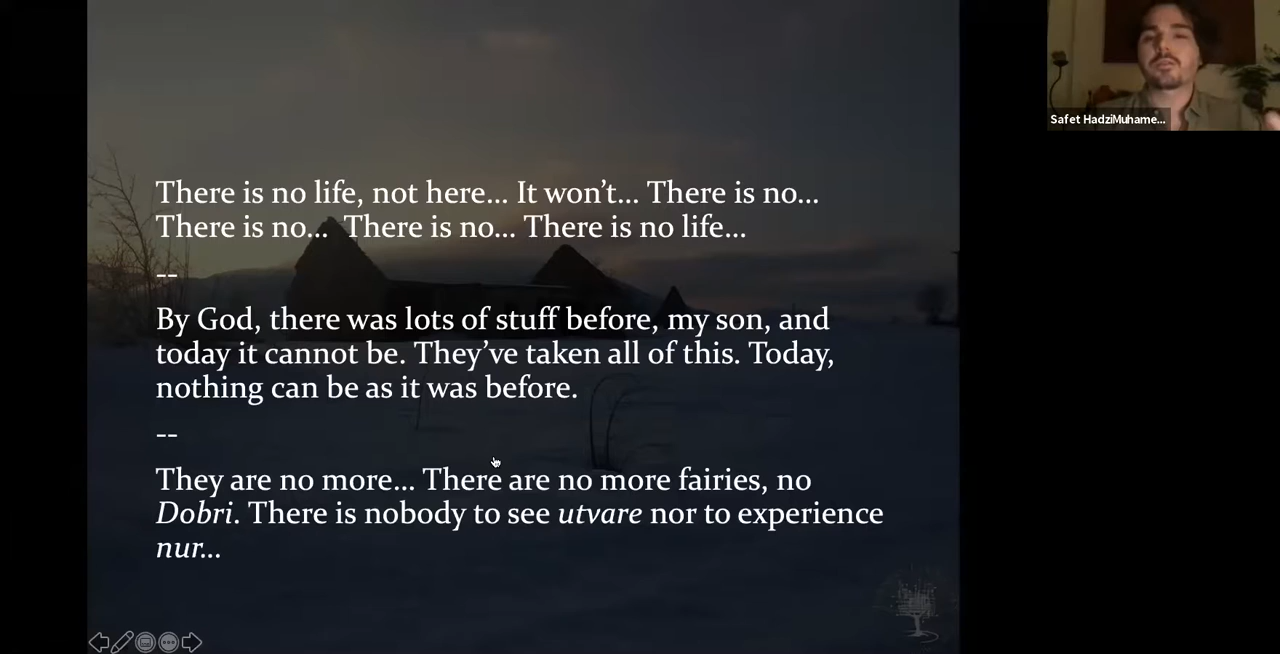 There is no life, not here... It won't... There is no...
There is no... There is no... There is no life...
--
By God, there was lots of stuff before, my son, and
today it cannot be. They've taken all of this. Today,
nothing can be as it was before.
--
They are no more... There are no more fairies, no
Dobri. There is nobody to see utvare nor to experience
nur...
Safet HadziMuhame...